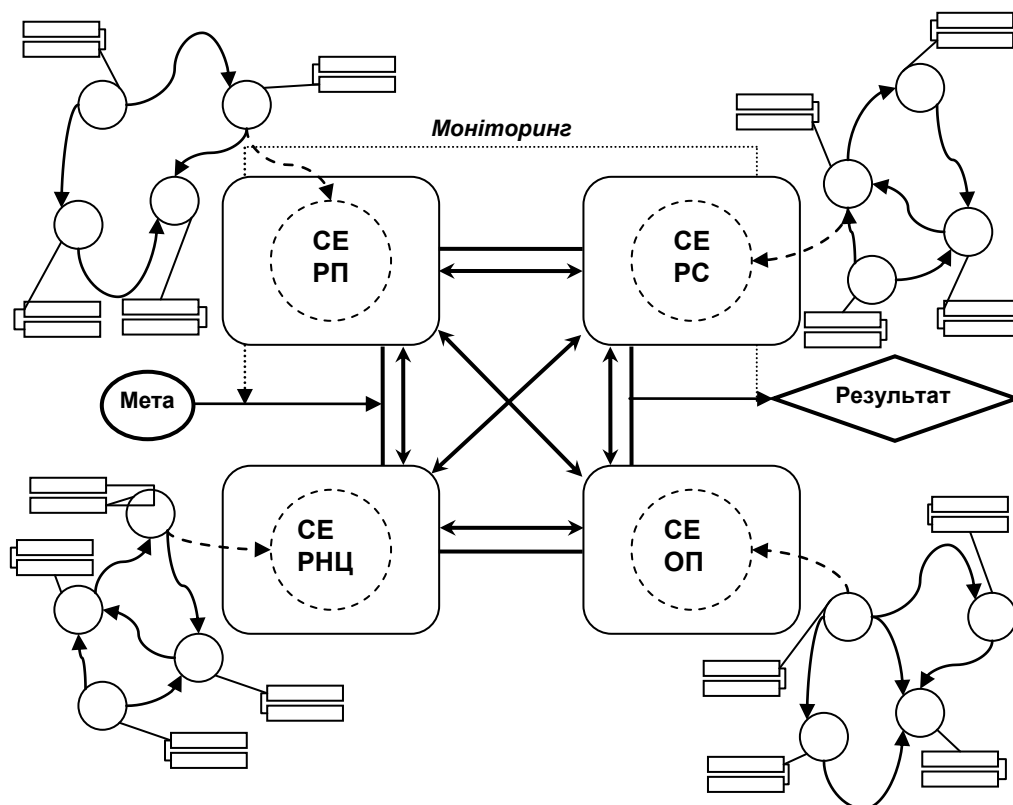 Моніторинг
СЕ
РП
СЕ
РС
Мета
Результат
СЕ
РНЦ
СЕ
ОП